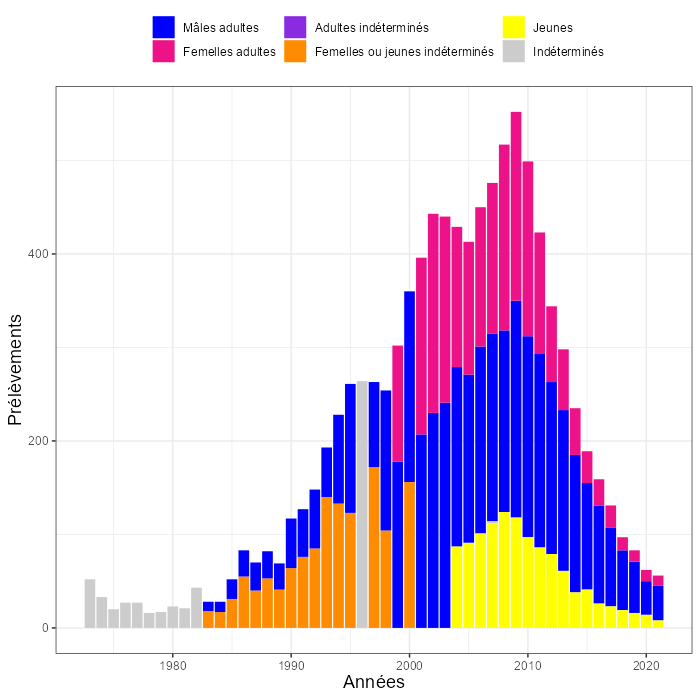 Mâles adultes
Adultes indéterminés
Jeunes
Femelles adultes
Femelles ou jeunes indéterminés
Indéterminés
Prélèvements
400
200
0
1980
1990
2000
2010
2020
Années